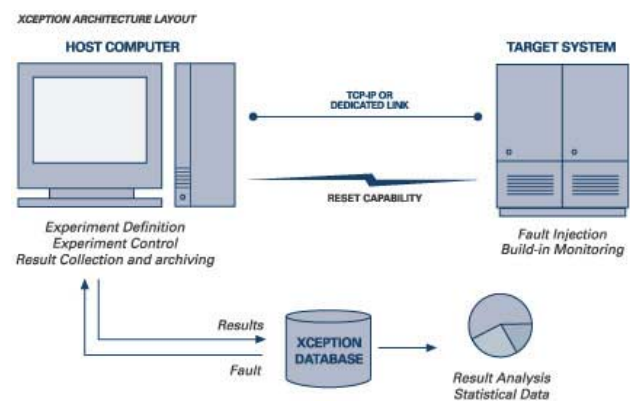 XCEPTION ARCHITECTURE LAYOUT
HOST COMPUTER
TARGET SYSTEM
TCP-IP OR
DEDICATED LINK
RESET CAPABILITY
Experiment Definition
Experiment Control
Result Collection and archiving
Fault Injection
Build-in Monitoring
Results
Fault
XCEPTION
DATABASE
Result Analysis
Statistical Data